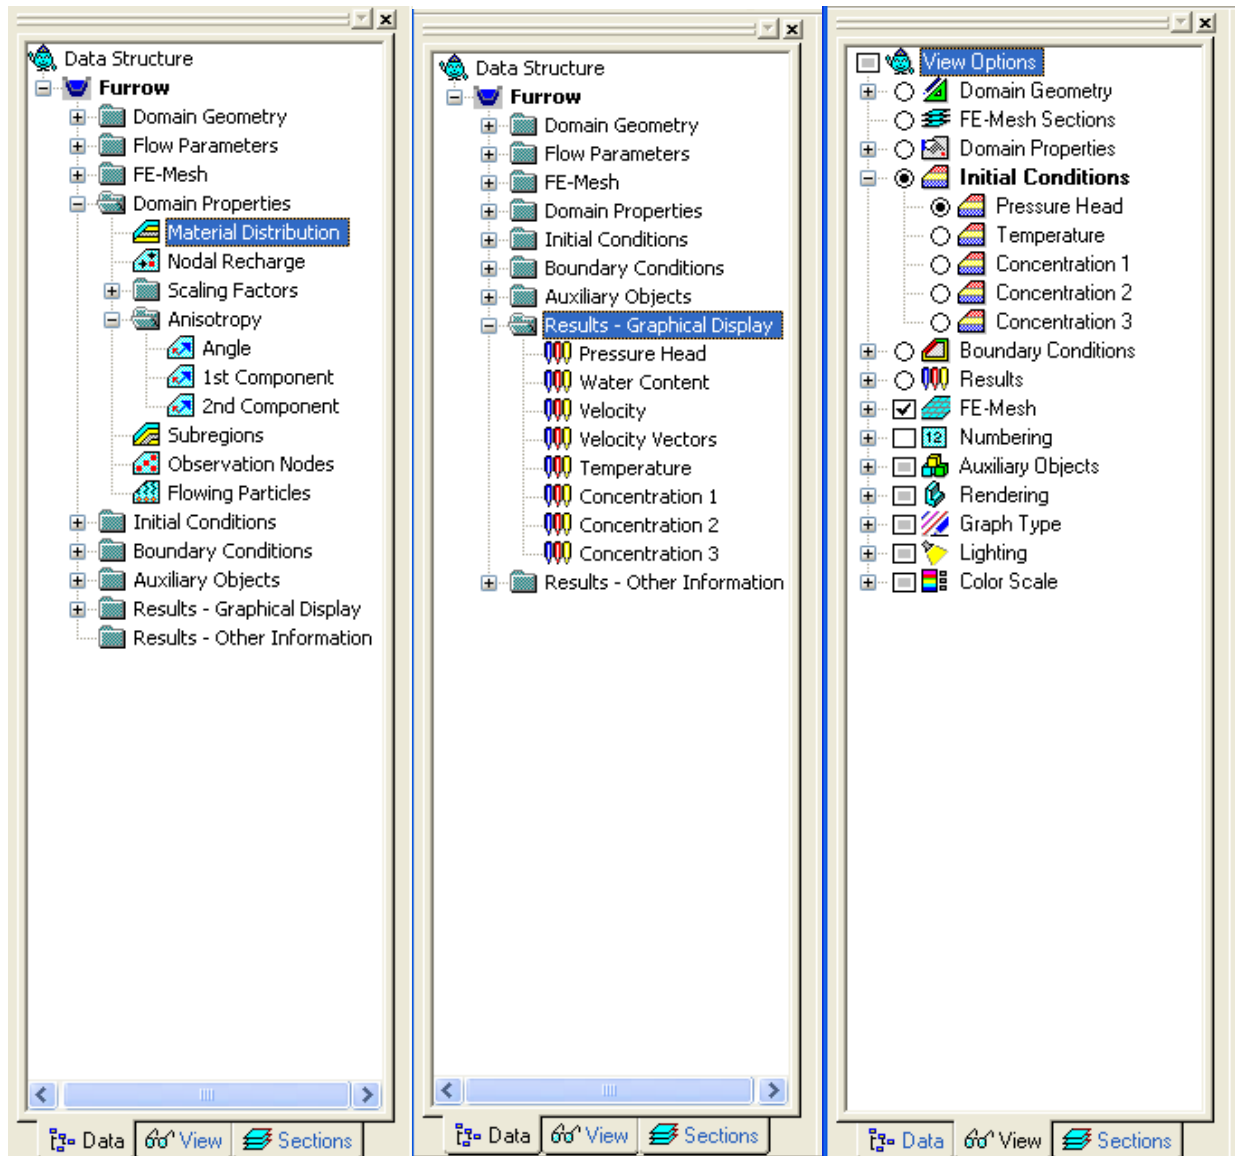 Data Structure
Furrow
Domain Geometry
Flow Parameters
FE-Mesh
Domain Properties
Material Distribution
Nodal Recharge
Scaling Factors
Anisotropy
Angle
1st Component
2nd Component
Subregions
Observation Nodes
Flowing Particles
Initial Conditions
Boundary Conditions
Auxiliary Objects
Results - Graphical Display
Results - Other Information
Data View Sections
Data Structure
Furrow
Domain Geometry
Flow Parameters
FE-Mesh
Domain Properties
Initial Conditions
Boundary Conditions
Auxiliary Objects
Results - Graphical Display
Pressure Head
Water Content
Velocity
Velocity Vectors
Temperature
Concentration 1
Concentration 2
Concentration 3
Results - Other Information
Data View Sections
View Options
Domain Geometry
FE-Mesh Sections
Domain Properties
Initial Conditions
Pressure Head
Temperature
Concentration 1
Concentration 2
Concentration 3
Boundary Conditions
Results
FE-Mesh
12 Numbering
Auxiliary Objects
Rendering
Graph Type
Lighting
Color Scale
Data View Sections